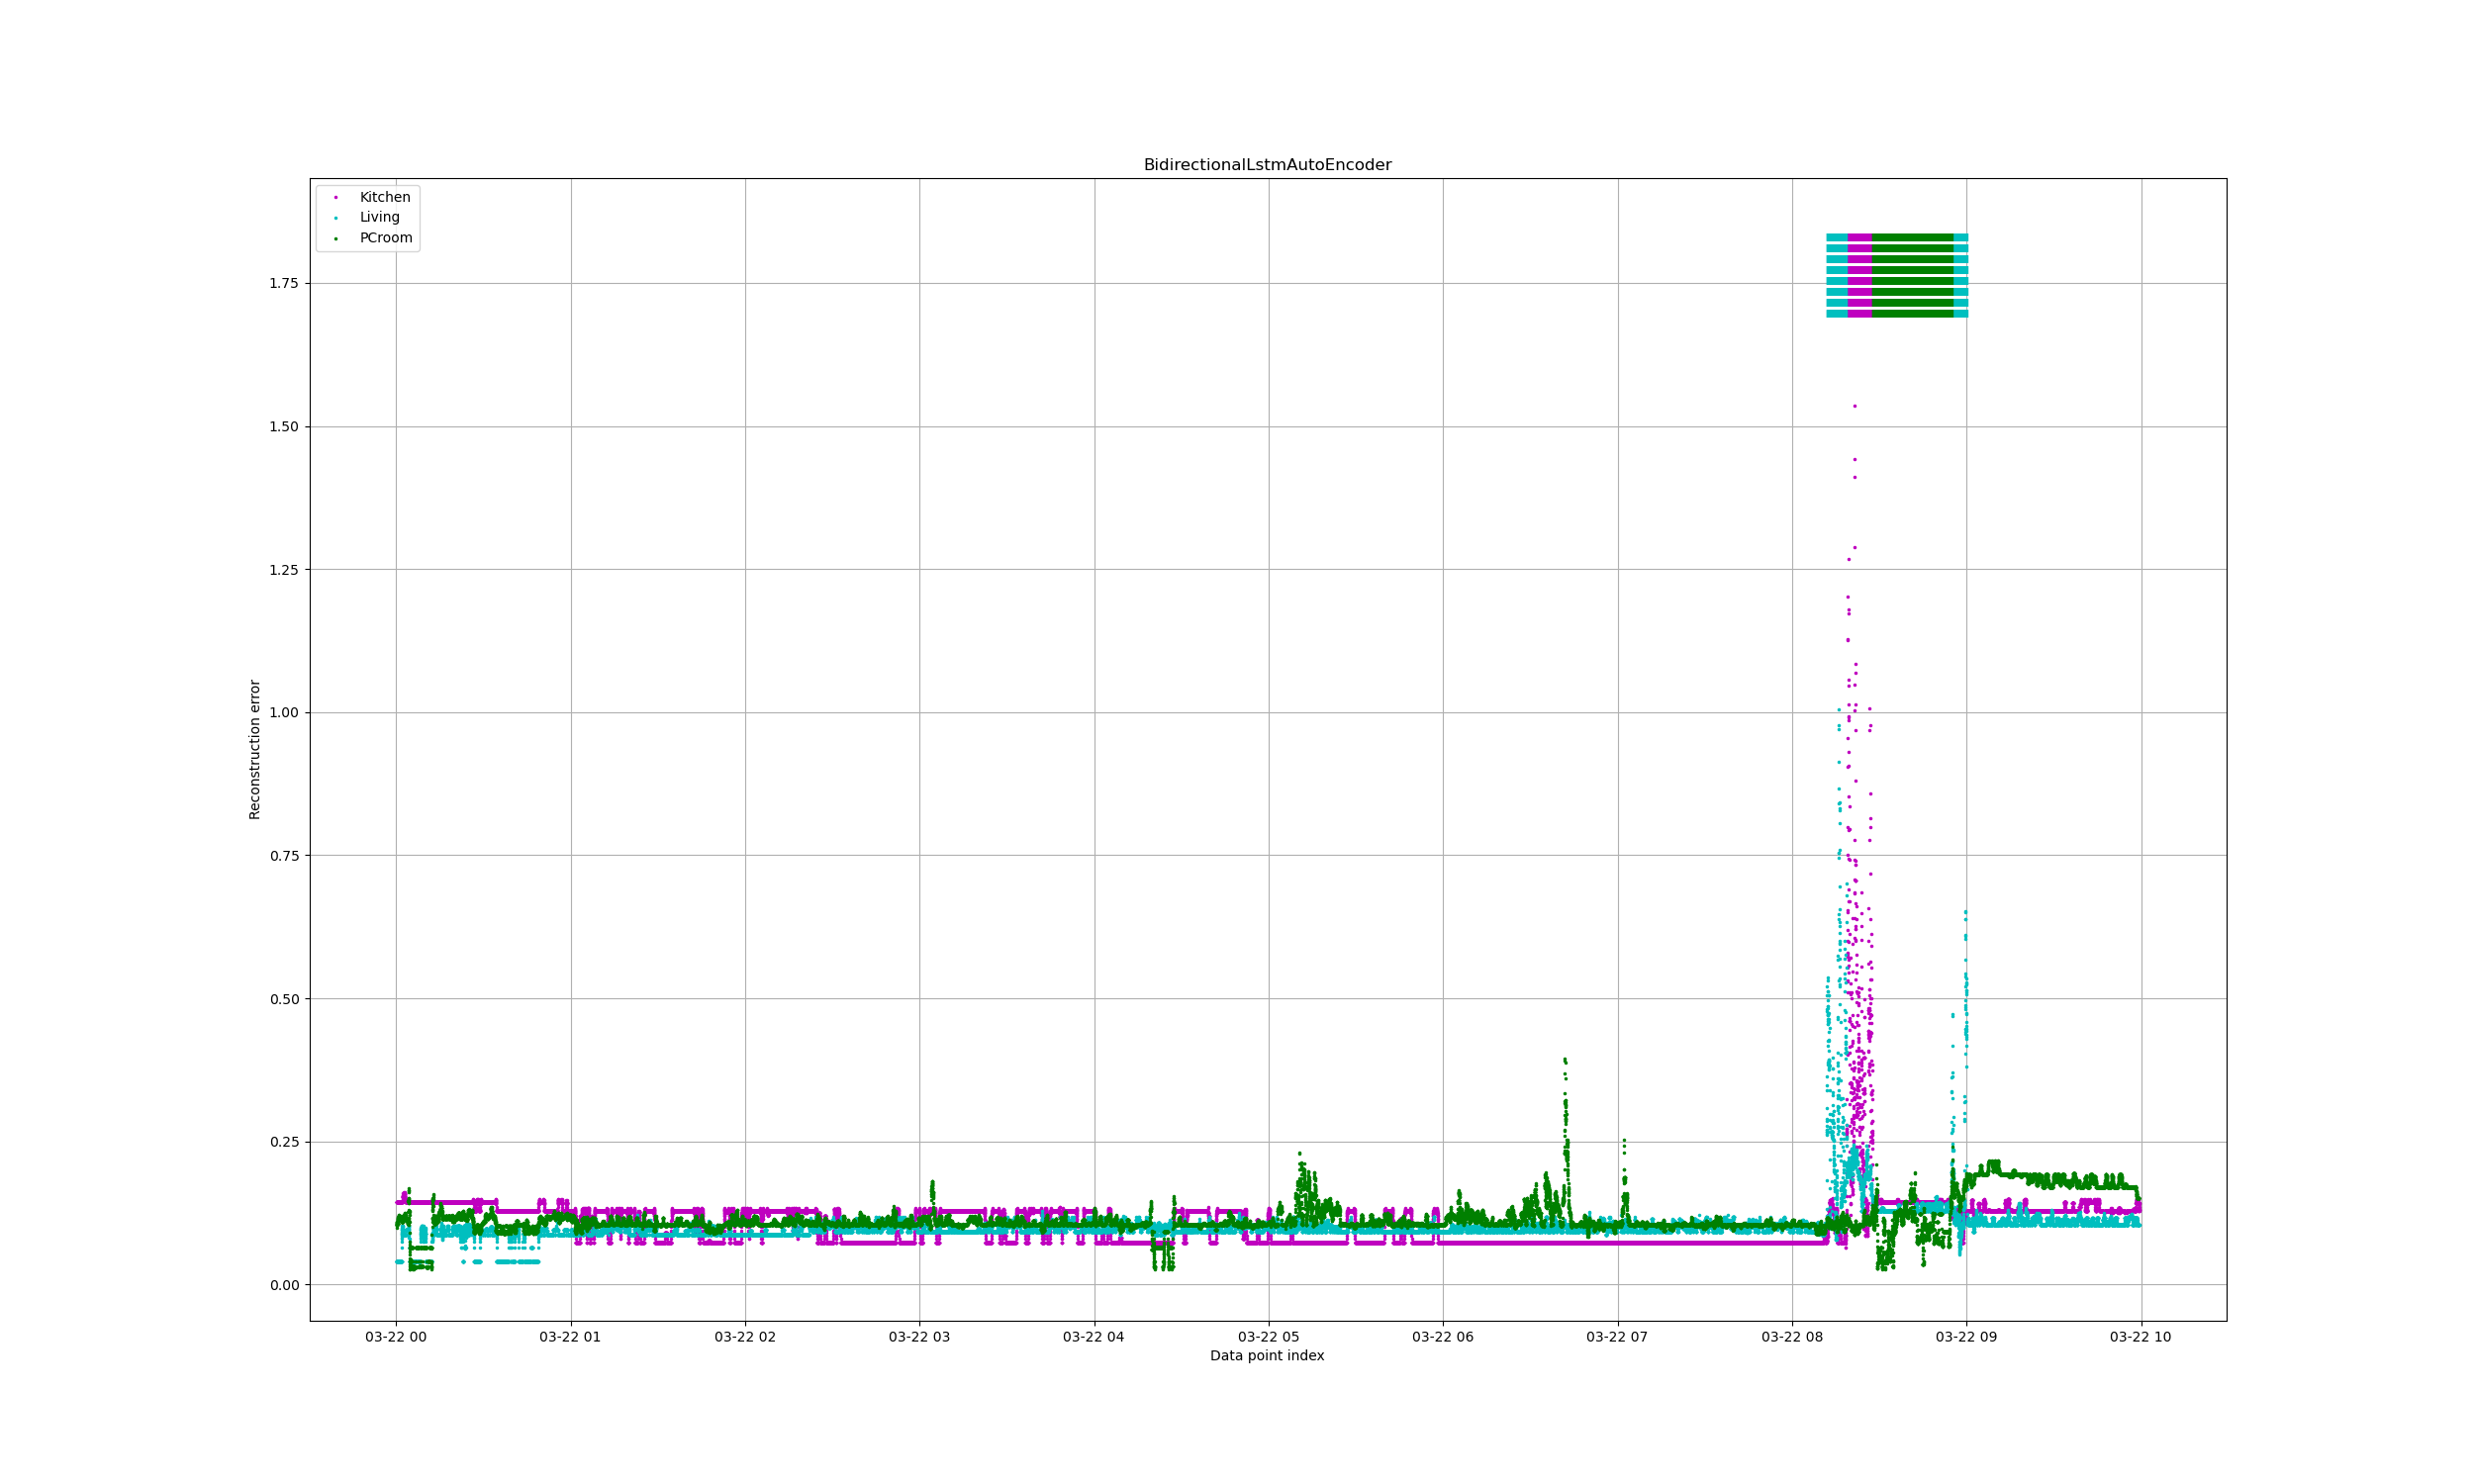 BidirectionalLstmAutoEncoder
Kitchen
Living
PCroom
1.75
1.50
1.25
1.00
0.75
0.50
0.25
0.00
Reconstruction error
03-22 00 03-22 01 03-22 02 03-22 03 03-22 04 03-22 05 03-22 06 03-22 07 03-22 08 03-22 09 03-22 10
Data point index